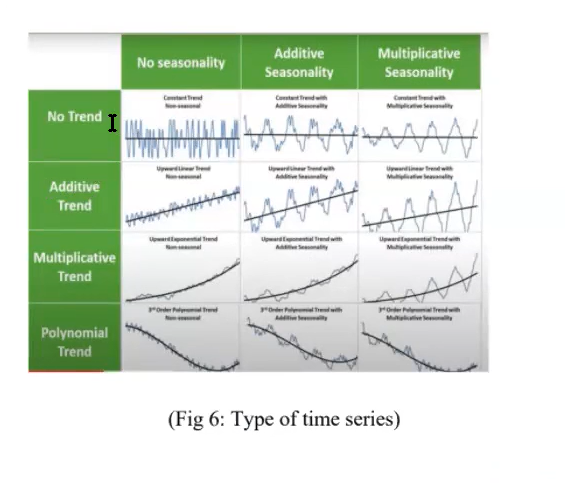 No seasonality
Additive
Seasonality
Multiplicative
Seasonality
No Trend
Constant Trend
Non-seasonal
Constant Trend with
Additive Seasonality
Constant Trend with
Multiplicative Seasonality
Additive
Trend
Upward Linear Trend
Non-seasonal
Upward Linear Trend with
Additive Seasonality
Upward Linear Trend with
Multiplicative Seasonality
Multiplicative
Trend
Upward Exponential Trend
Non-seasonal
Upward Exponential Trend with
Additive Seasonality
Upward Exponential Trend with
Multiplicative Seasonality
Polynomial
Trend
3rd Order Polynomial Trend
Non-seasonal
3rd Order Polynomial Trend with
Additive Seasonality
3rd Order Polynomial Trend with
Multiplicative Seasonality
(Fig 6: Type of time series)